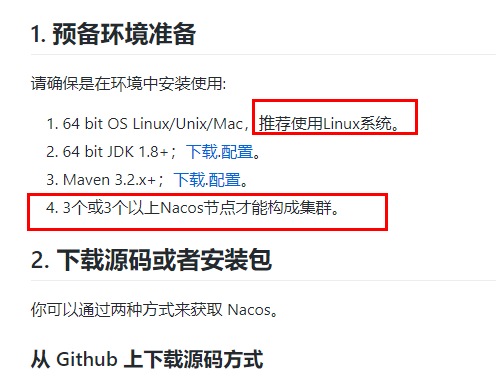 1. 预备环境准备
请确保是在环境中安装使用:
1. 64 bit OS Linux/Unix/Mac，推荐使用Linux系统。
2. 64 bit JDK 1.8+；下载.配置。
3. Maven 3.2.x+；下载.配置。
4. 3个或3个以上Nacos节点才能构成集群。
2. 下载源码或者安装包
你可以通过两种方式来获取 Nacos。
从 Github 上下载源码方式